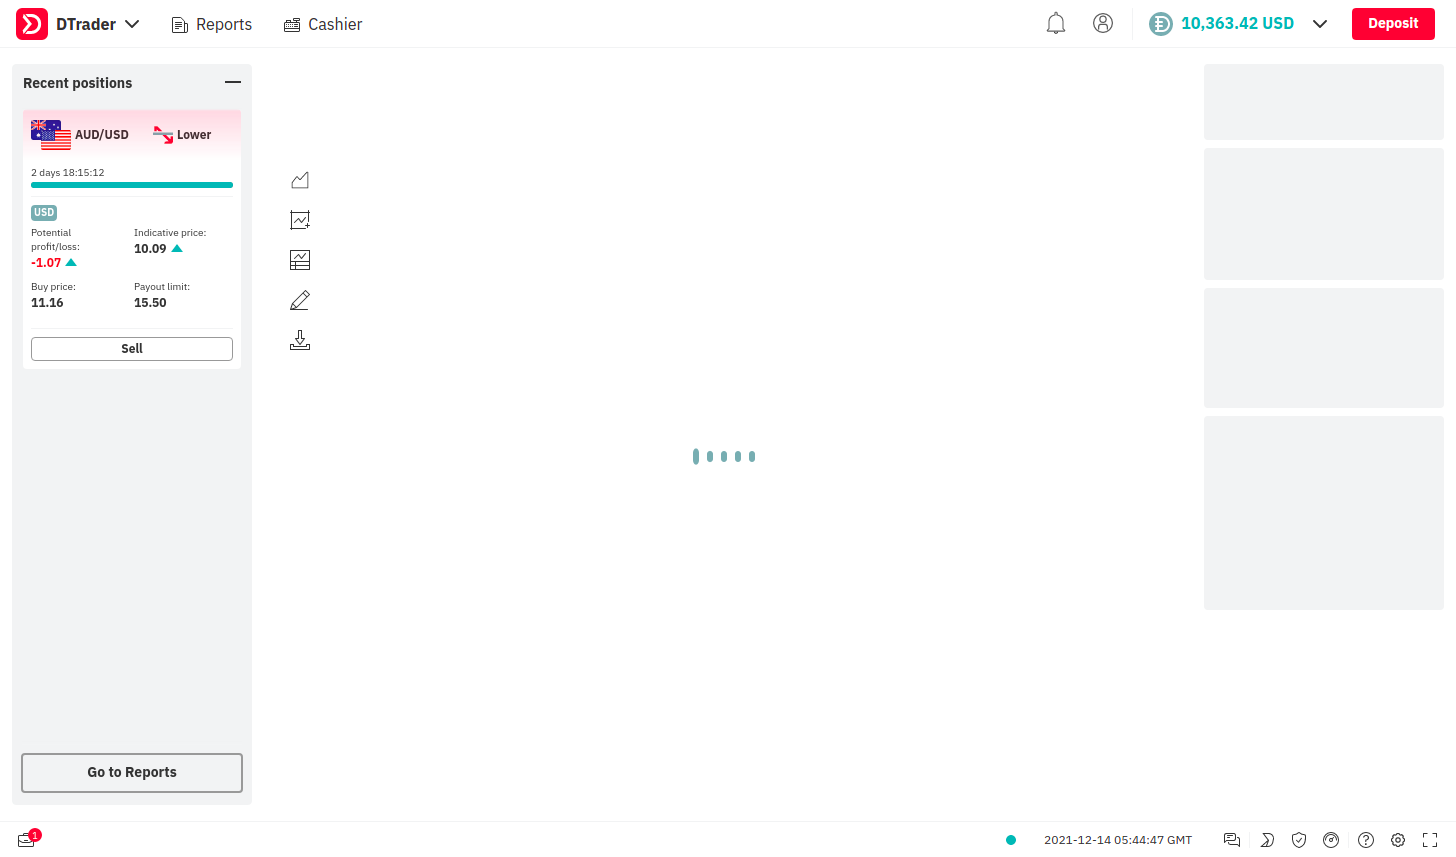 DTrader
Reports
Cashier
10,363.42 USD
Deposit
Recent positions
AUD/USD
Lower
2 days 18:15:12
USD
Potential profit/loss:
-1.07
Indicative price:
10.09
Buy price:
11.16
Payout limit:
15.50
Sell
Go to Reports
1
2021-12-14 05:44:47 GMT